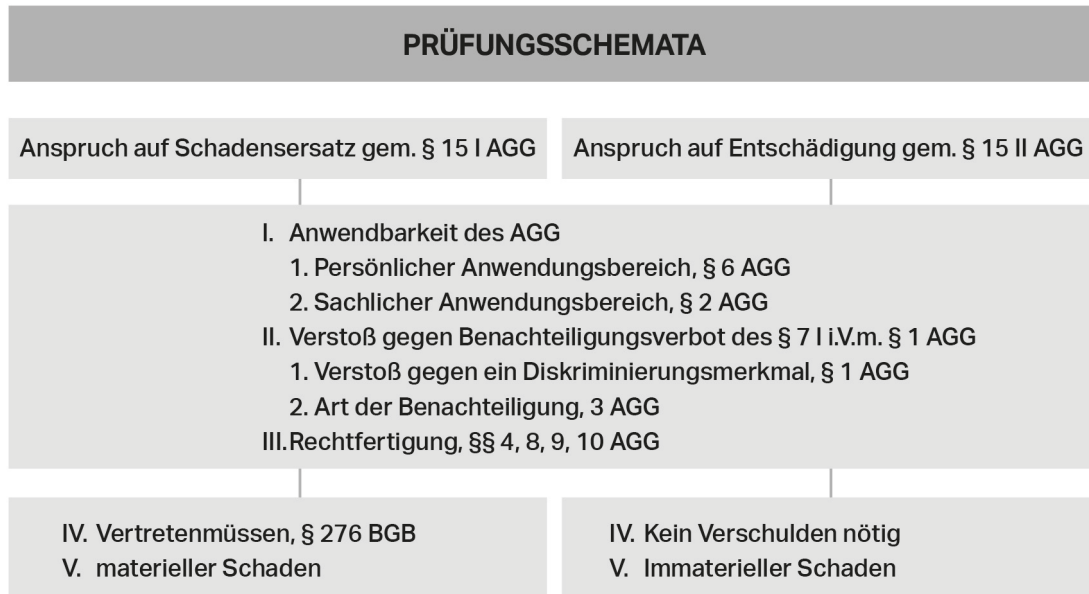 PRÜFUNGSSCHEMATA
Anspruch auf Schadensersatz gem. § 15 I AGG
Anspruch auf Entschädigung gem. § 15 II AGG
I. Anwendbarkeit des AGG
1. Persönlicher Anwendungsbereich, § 6 AGG
2. Sachlicher Anwendungsbereich, § 2 AGG
II. Verstoß gegen Benachteiligungsverbot des § 7 I i.V.m. § 1 AGG
1. Verstoß gegen ein Diskriminierungsmerkmal, § 1 AGG
2. Art der Benachteiligung, 3 AGG
III. Rechtfertigung, §§ 4, 8, 9, 10 AGG
IV. Vertretenmüssen, § 276 BGB
V. materieller Schaden
IV. Kein Verschulden nötig
V. Immaterieller Schaden